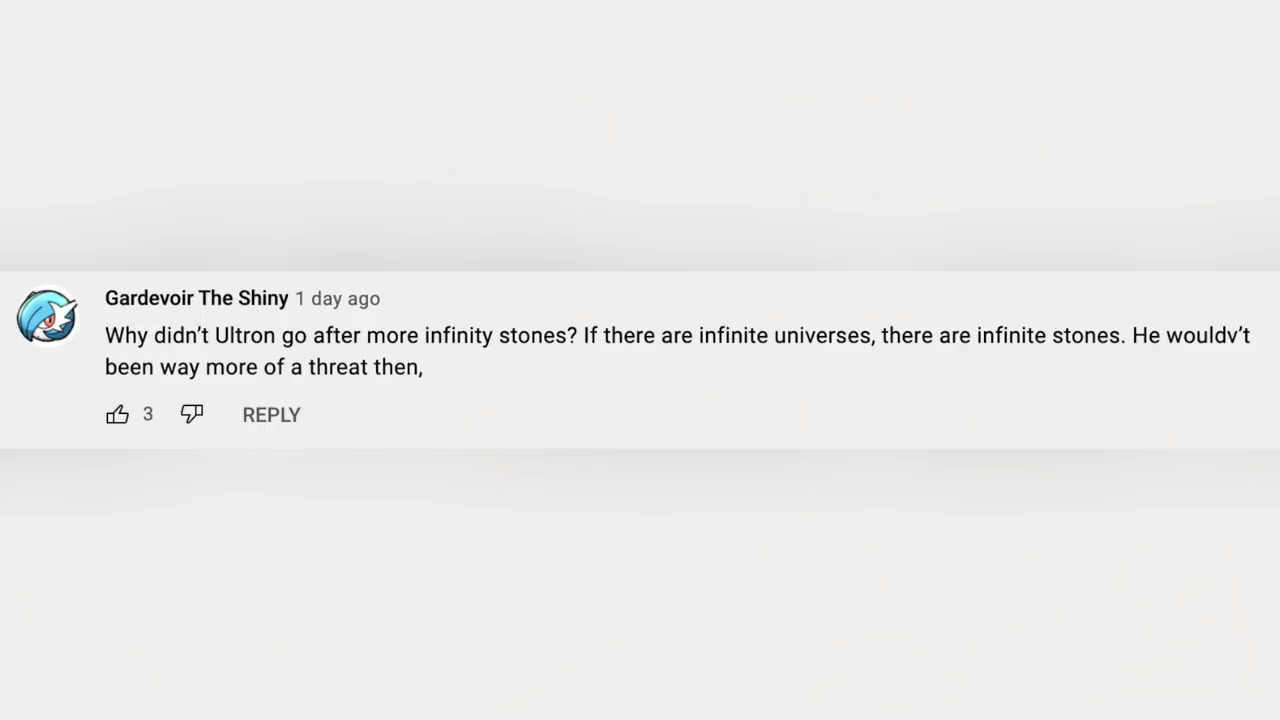 Gardevoir The Shiny 1 day ago
Why didn’t Ultron go after more infinity stones? If there are infinite universes, there are infinite stones. He wouldv’t
been way more of a threat then,
3 REPLY